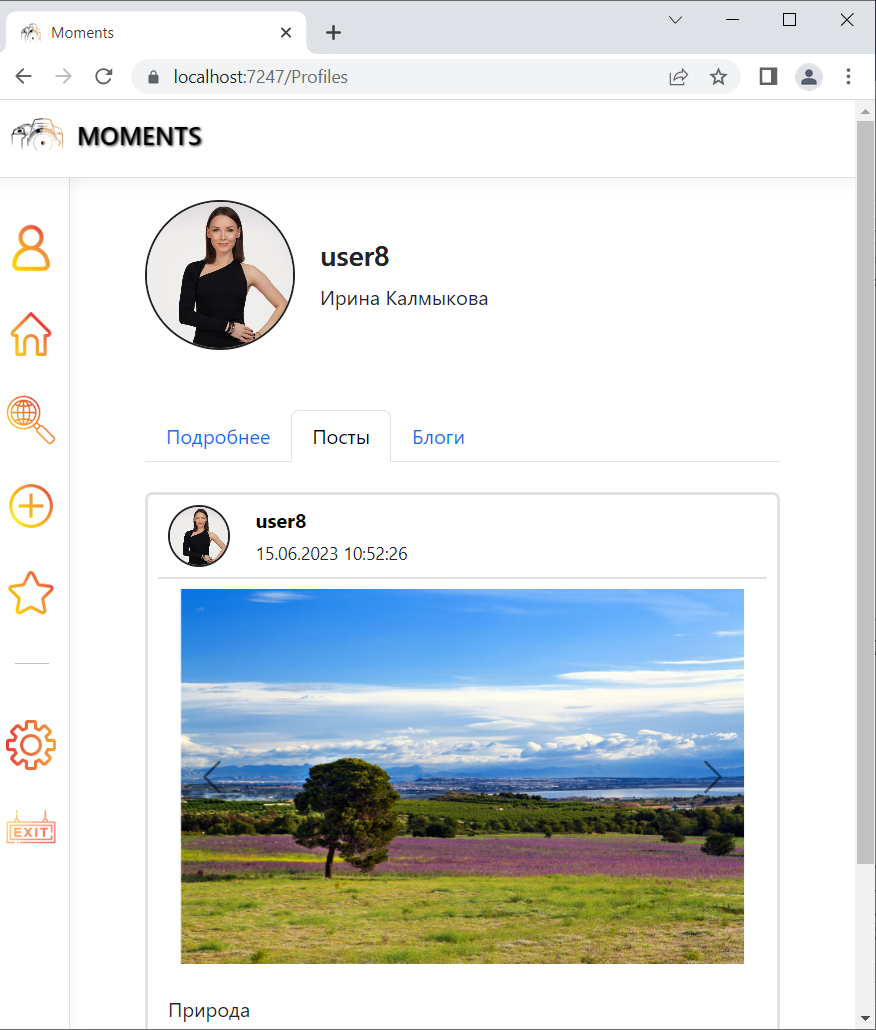 Moments
localhost:7247/Profiles
MOMENTS
user8
Ирина Калмыкова
Подробнее Посты Блоги
user8
15.06.2023 10:52:26
EXIT
Природа